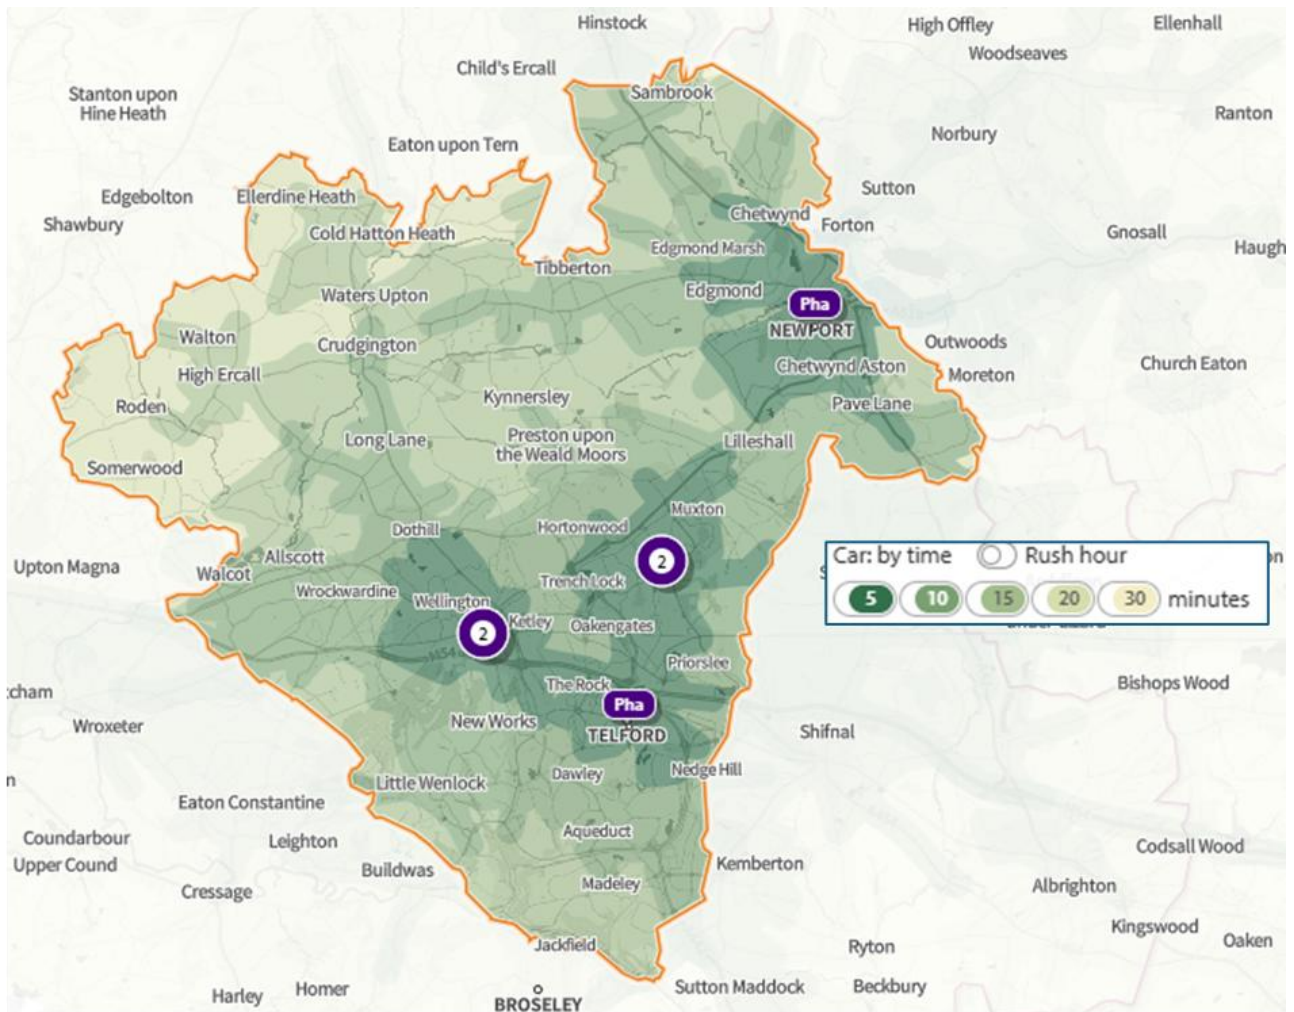 Hinstock
High Offley
Ellenhall
Woodseaves
Child's Ercall
Sambrook
Stanton upon
Hine Heath
Ranton
Norbury
Eaton upon Tern
Edgebolton
Ellerdine Heath
Sutton
Shawbury
Cold Hatton Heath
Chetwynd
Forton
Gnosall
Edgmond Marsh
Haugh
Tibberton
Waters Upton
Edgmond
Pha
NEWPORT
Walton
Crudgington
Outwoods
Chetwynd Aston
Church Eaton
High Ercall
Moreton
Kynnersley
Roden
Pave Lane
Long Lane
Preston upon
the Weald Moors
Lilleshall
Somerwood
Muxton
Dothill
Hortonwood
Car: by time
Rush hour
5 10 15 20 30 minutes
on
Allscott
2
Upton Magna
Walcot
Trench Lock
Wrockwardine
Wellington
Ketley
Oakengates
2
M54
Priorslee
The Rock
Bishops Wood
cham
Pha
New Works
TELFORD
Wroxeter
Shifnal
Nedge Hill
Dawley
n
Little Wenlock
Eaton Constantine
Aqueduct
Coundarbour
Leighton
Codsall Wood
Upper Cound
Buildwas
Kemberton
Madeley
Albrighton
Cressage
Kingswood
Jackfield
Ryton
Oaken
Homer
Harley
Sutton Maddock
Beckbury
BROSELEY